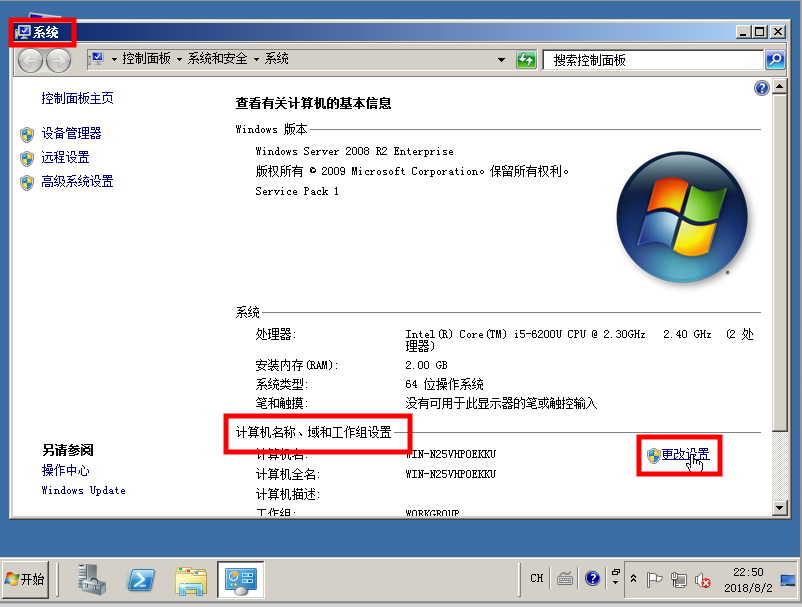 系统
控制面板 系统和安全 系统
搜索控制面板
控制面板主页
设备管理器
远程设置
高级系统设置
另请参阅
操作中心
Windows Update
查看有关计算机的基本信息
Windows 版本
Windows Server 2008 R2 Enterprise
版权所有 © 2009 Microsoft Corporation。保留所有权利。
Service Pack 1
系统
处理器: Intel(R) Core(TM) i5-6200U CPU @ 2.30GHz 2.40 GHz (2 处
理器)
安装内存(RAM): 2.00 GB
系统类型: 64 位操作系统
笔和触摸: 没有可用于此显示器的笔或触控输入
计算机名称、域和工作组设置
计算机名: WIN-N25VHPOEKKU
更改设置
计算机全名: WIN-N25VHPOEKKU
计算机描述:
工作组: WORKGROUP
开始
CH
22:50
2018/8/2